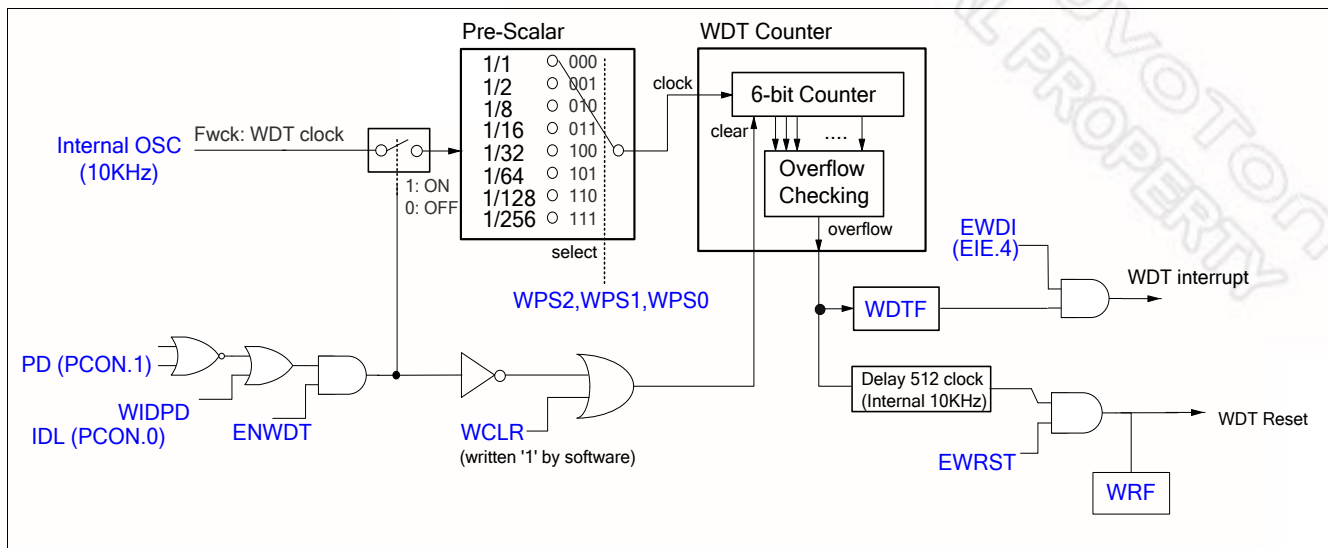 Pre-Scalar
1/1 000
1/2 001
1/8 010
1/16 011
1/32 100
1/64 101
1/128 110
1/256 111
select
WPS2,WPS1,WPS0
WDT Counter
clock
6-bit Counter
clear
....
Overflow
Checking
overflow
Internal OSC
(10KHz)
Fwck: WDT clock
1: ON
0: OFF
EWDI
(EIE.4)
WDT interrupt
WDTF
PD (PCON.1)
WIDPD
IDL (PCON.0)
ENWDT
WCLR
(written '1' by software)
Delay 512 clock
(Internal 10KHz)
EWRST
WDT Reset
WRF
PROPERTY